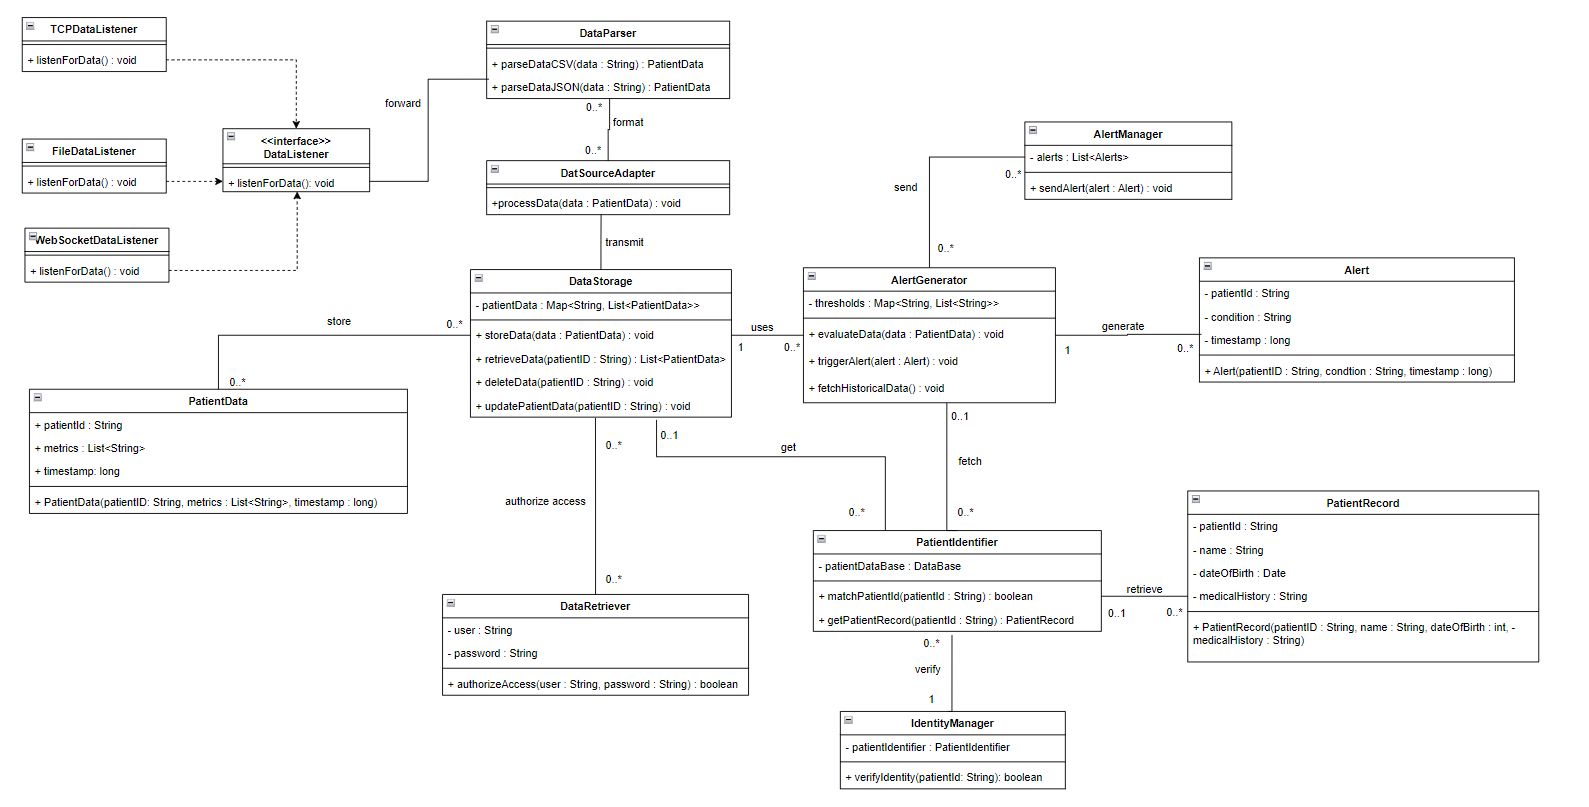 TCPDataListener
+ listenForData() : void
FileDataListener
+ listenForData() : void
WebSocketDataListener
+ listenForData() : void
<<interface>>
DataListener
+ listenForData(): void
forward
DataParser
+ parseDataCSV(data : String) : PatientData
+ parseDataJSON(data : String) : PatientData
0..*
format
0..*
DatSourceAdapter
+processData(data : PatientData) : void
transmit
DataStorage
- patientData : Map<String, List<PatientData>>
+ storeData(data : PatientData) : void
+ retrieveData(patientID : String) : List<PatientData>
+ deleteData(patientID : String) : void
+ updatePatientData(patientID : String) : void
store
0..*
0..*
PatientData
+ patientId : String
+ metrics : List<String>
+ timestamp: long
+ PatientData(patientID: String, metrics : List<String>, timestamp : long)
uses
1
0..*
AlertGenerator
- thresholds : Map<String, List<String>>
+ evaluateData(data : PatientData) : void
+ triggerAlert(alert : Alert) : void
+ fetchHistoricalData() : void
send
0..*
0..*
AlertManager
- alerts : List<Alerts>
+ sendAlert(alert : Alert) : void
generate
1
0..*
Alert
- patientId : String
- condition : String
- timestamp : long
+ Alert(patientID : String, condtion : String, timestamp : long)
0..*
authorize access
0..*
DataRetriever
- user : String
- password : String
+ authorizeAccess(user : String, password : String) : boolean
0..1
get
0..*
0..1
fetch
0..*
PatientIdentifier
- patientDataBase : DataBase
+ matchPatientId(patientId : String) : boolean
+ getPatientRecord(patientId : String) : PatientRecord
retrieve
0..1
0..*
PatientRecord
- patientId : String
- name : String
- dateOfBirth : Date
- medicalHistory : String
+ PatientRecord(patientID : String, name : String, dateOfBirth : int, -
medicalHistory : String)
0..*
verify
1
IdentityManager
- patientIdentifier : PatientIdentifier
+ verifyIdentity(patientId: String): boolean